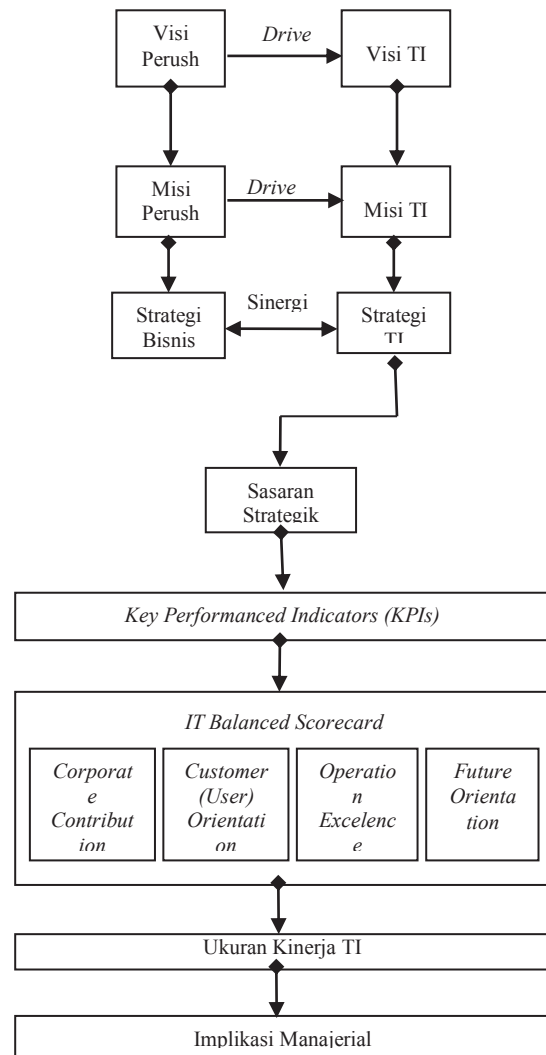 Visi
Perush
Drive
Visi TI
Misi
Perush
Drive
Misi TI
Strategi
Bisnis
Sinergi
Strategi
TI
Sasaran
Strategik
Key Performanced Indicators (KPIs)
IT Balanced Scorecard
Corporat
e
Contribut
ion
Customer
(User)
Orientati
on
Operatio
n
Excelenc
e
Future
Orienta
tion
Ukuran Kinerja TI
Implikasi Manajerial